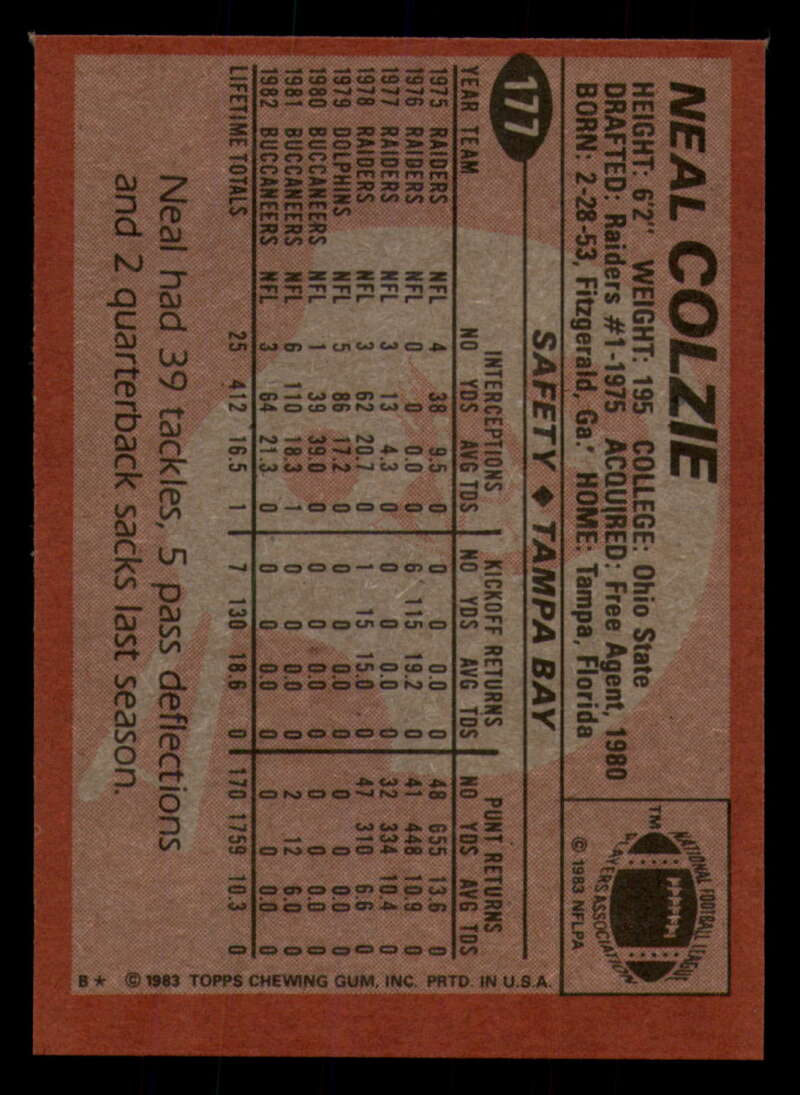 NEAL COLZIE
HEIGHT: 6'2" WEIGHT: 195 COLLEGE: Ohio State
DRAFTED: Raiders #1-1975 ACQUIRED: Free Agent, 1980
BORN: 2-28-53, Fitzgerald, Ga. HOME: Tampa, Florida
NATIONAL FOOTBALL LEAGUE
PLAYERS ASSOCIATION
TM
© 1983 NFLPA
177
SAFETY ♦ TAMPA BAY
INTERCEPTIONS KICKOFF RETURNS PUNT RETURNS
YEAR TEAM NO YDS AVG TDS NO YDS AVG TDS NO YDS AVG TDS
1975 RAIDERS NFL 4 38 9.5 0 0 0 0.0 0 48 655 13.6 0
1976 RAIDERS NFL 0 0 0.0 0 6 115 19.2 0 41 448 10.9 0
1977 RAIDERS NFL 3 13 4.3 0 0 0 0.0 0 32 334 10.4 0
1978 RAIDERS NFL 3 62 20.7 0 1 15 15.0 0 47 310 6.6 0
1979 DOLPHINS NFL 5 86 17.2 0 0 0 0.0 0 0 0 0.0 0
1980 BUCCANEERS NFL 1 39 39.0 0 0 0 0.0 0 0 0 0.0 0
1981 BUCCANEERS NFL 6 110 18.3 1 0 0 0.0 0 2 12 6.0 0
1982 BUCCANEERS NFL 3 64 21.3 0 0 0 0.0 0 0 0 0.0 0
LIFETIME TOTALS 25 412 16.5 1 7 130 18.6 0 170 1759 10.3 0
Neal had 39 tackles, 5 pass deflections
and 2 quarterback sacks last season.
B* © 1983 TOPPS CHEWING GUM, INC. PRTD. IN U.S.A.